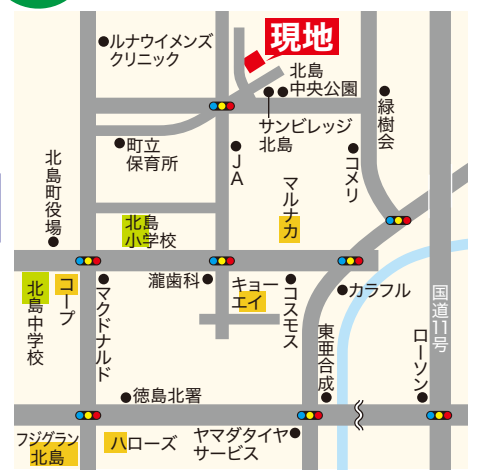 現地
ルナウイメンズ
クリニック
北島
中央公園
サンビレッジ
北島
緑樹会
町立
保育所
JA
コメリ
北島町役場
北島
小学校
マルナカ
北島中学校
コープ
マクドナルド
瀧歯科
キョー
エイ
コスモス
カラフル
国道11号
東亜合成
ローソン
徳島北署
フジグラン
北島
ハローズ
ヤマダタイヤ
サービス